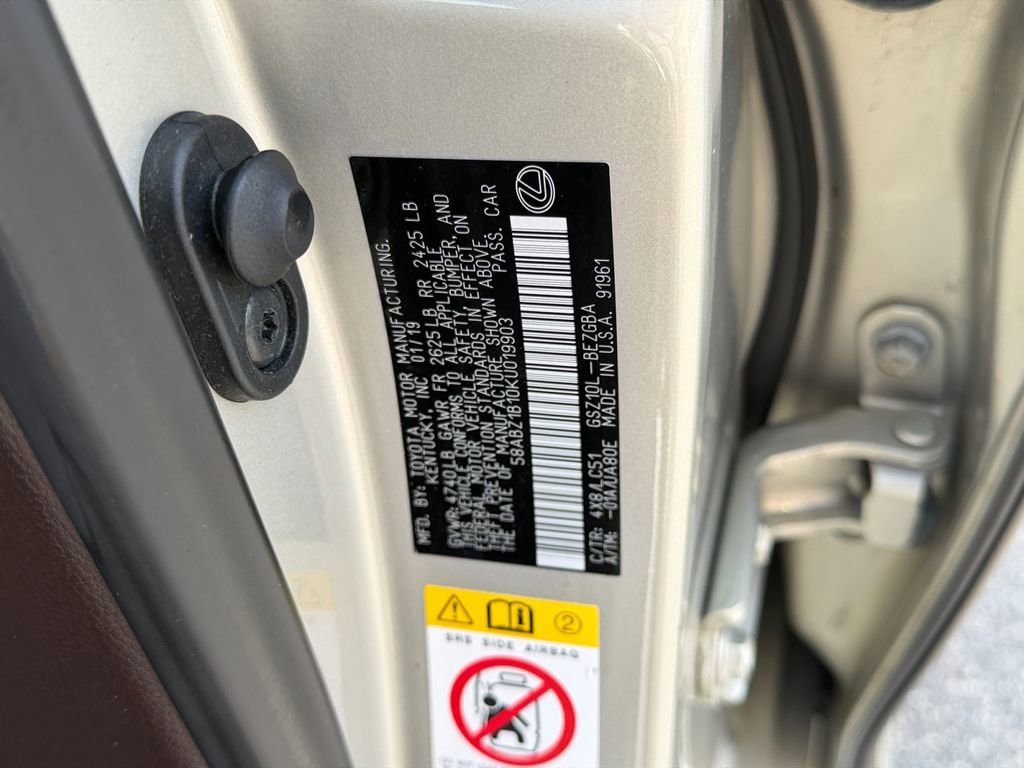 MFD. BY: TOYOTA MOTOR MANUFACTURING,
KENTUCKY, INC 01/19
GVWR: 4740 LB GAWR FR 2625 LB RR 2425 LB
THIS VEHICLE CONFORMS TO ALL APPLICABLE
FEDERAL MOTOR VEHICLE SAFETY, BUMPER, AND
THEFT PREVENTION STANDARDS IN EFFECT ON
THE DATE OF MANUFACTURE SHOWN ABOVE.
58ABZ1B10KU019903 PASS. CAR
C/TR: 4X8/LC51 GSZ10L-BEZGBA
A/TM: -01A/UA80E MADE IN U.S.A. 91961
2
SRS SIDE AIRBAG